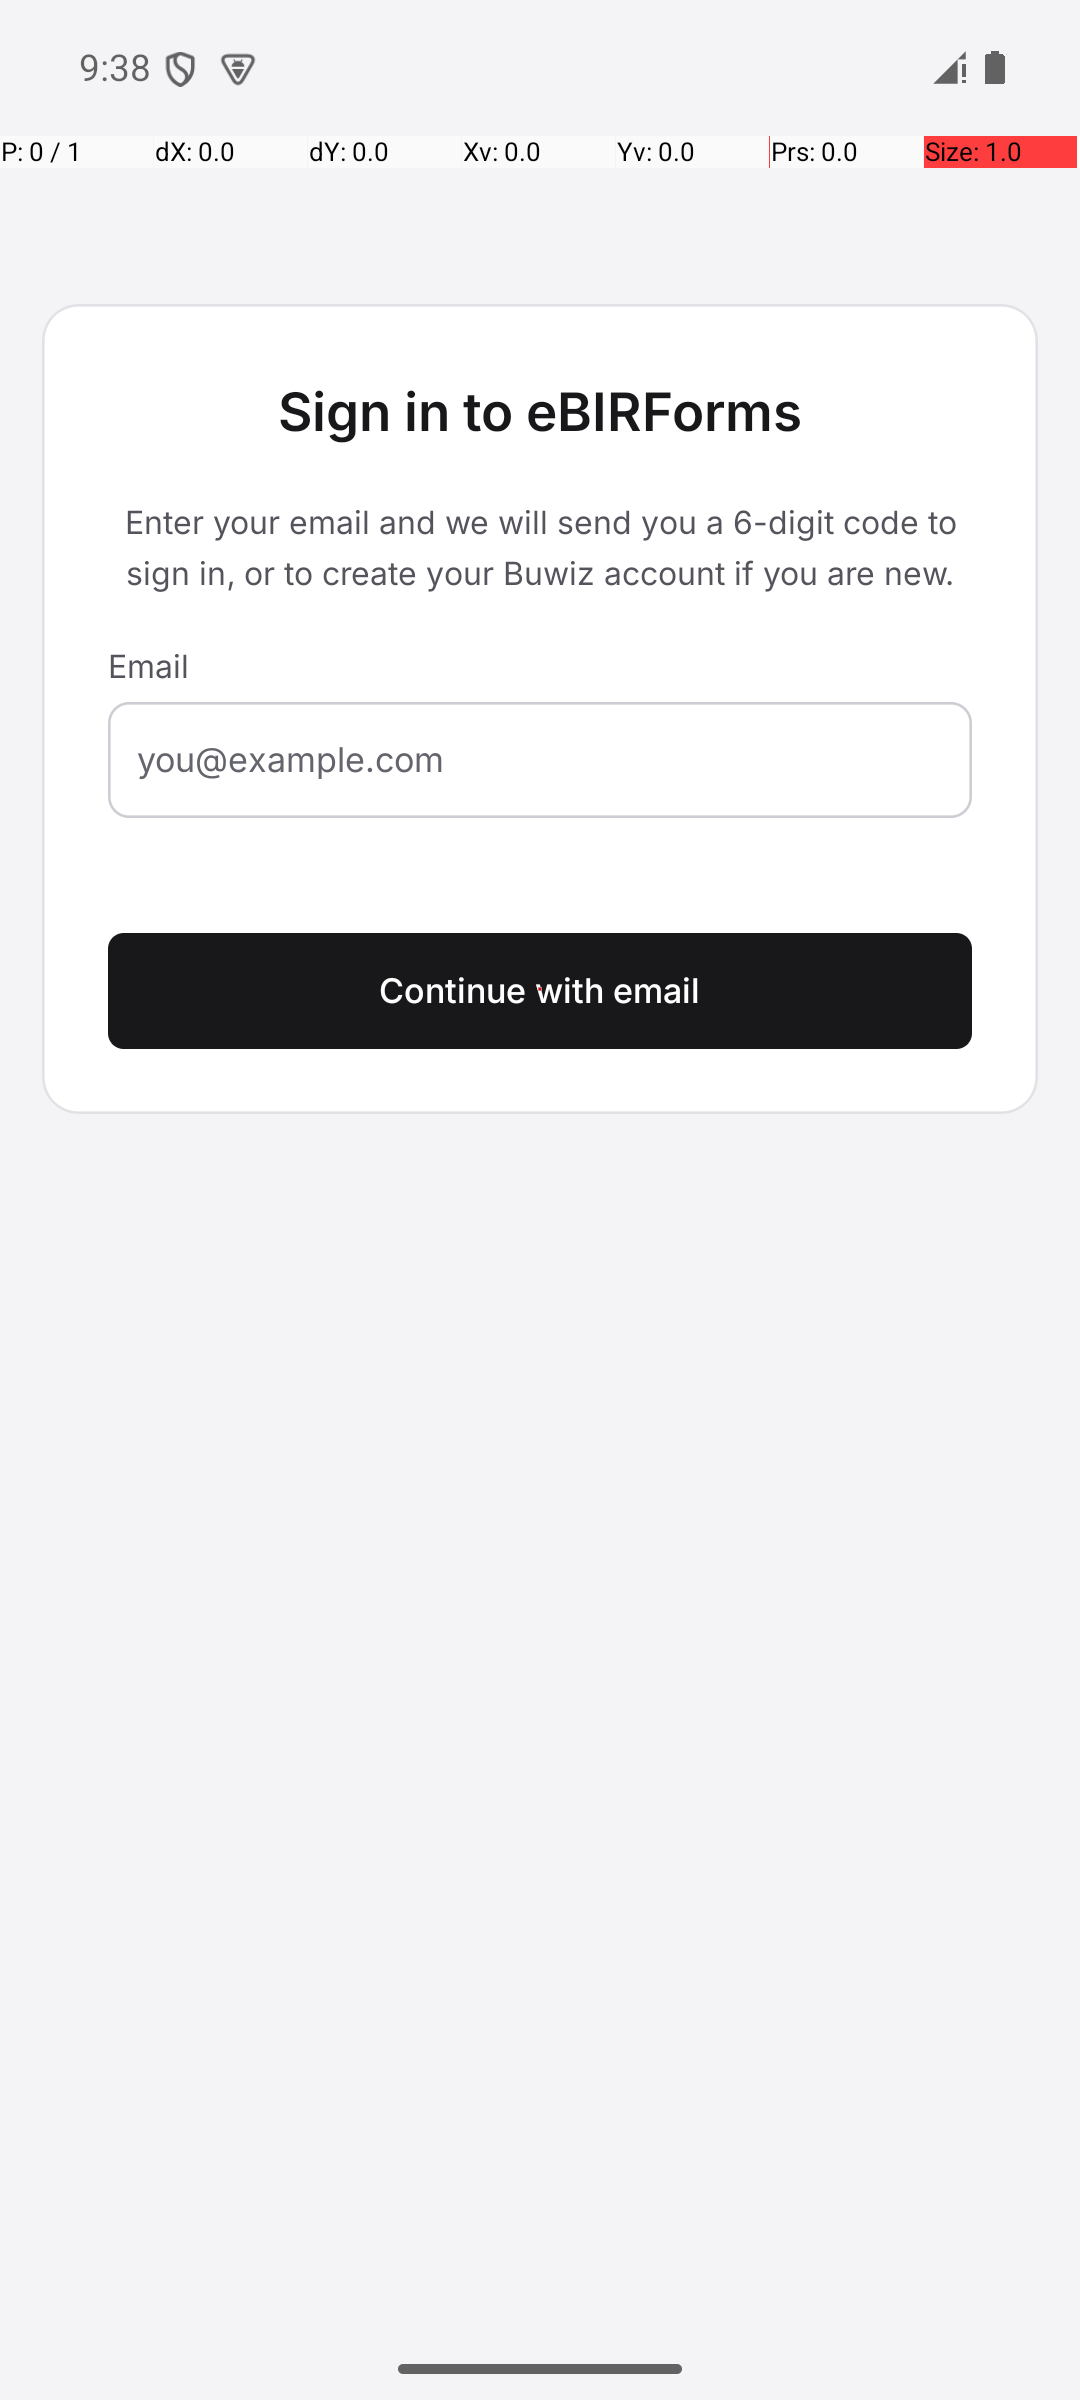 9:38
P: 0 / 1 dX: 0.0 dY: 0.0 Xv: 0.0 Yv: 0.0 Prs: 0.0 Size: 1.0
Sign in to eBIRForms
Enter your email and we will send you a 6-digit code to
sign in, or to create your Buwiz account if you are new.
Email
you@example.com
Continue with email